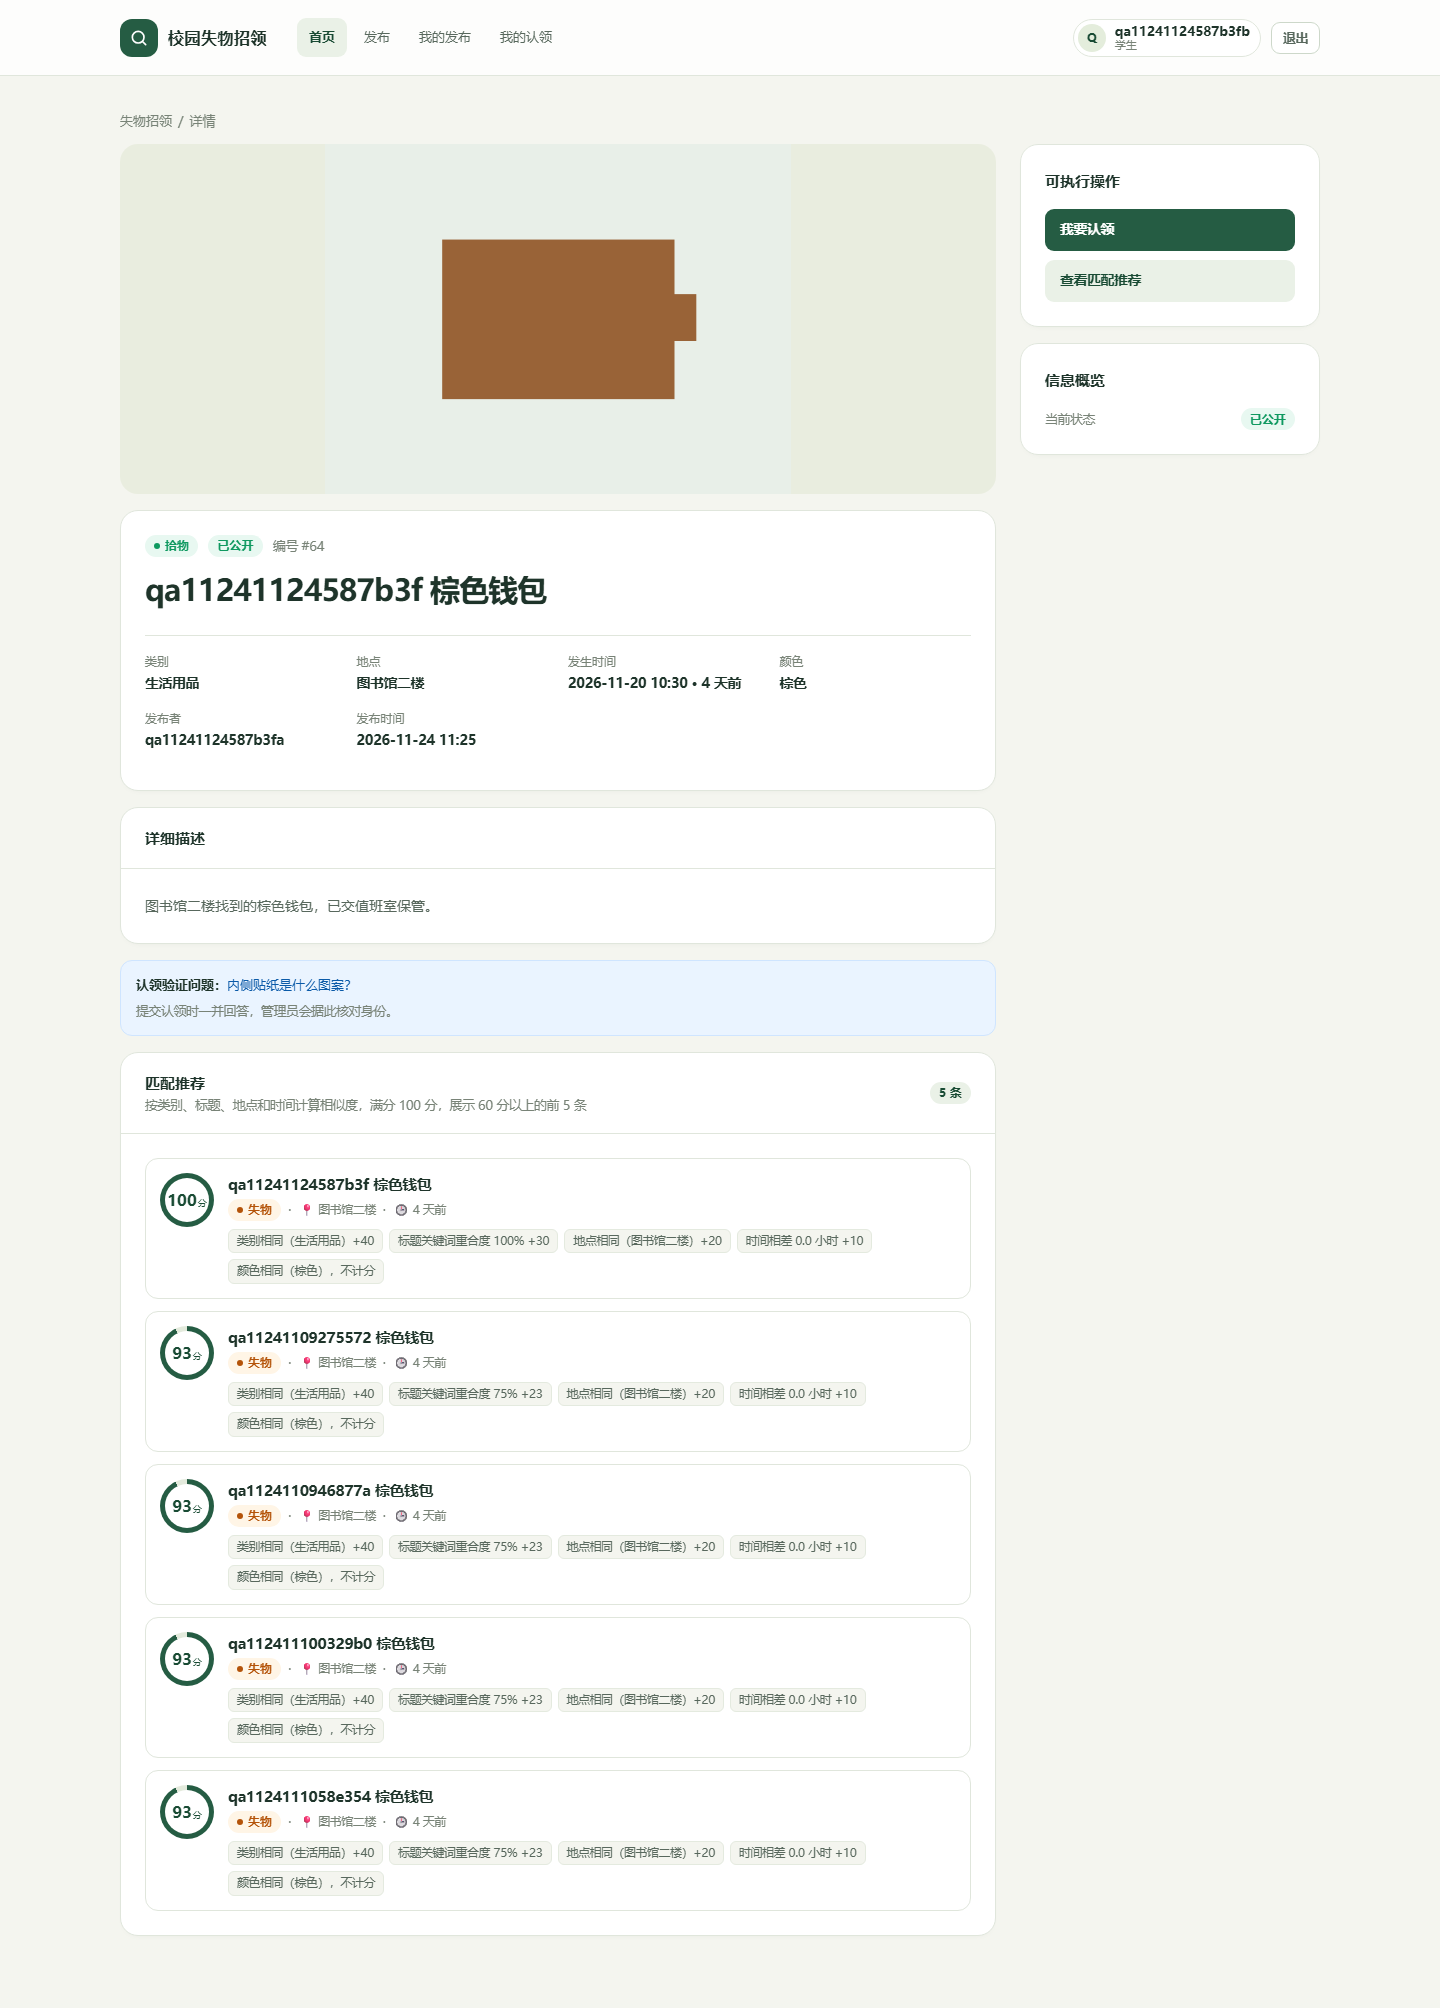 校园失物招领
首页 发布 我的发布 我的认领
Q qa11241124587b3fb
学生
退出
失物招领 / 详情
可执行操作
我要认领
查看匹配推荐
信息概览
当前状态 已公开
拾物 已公开 编号 #64
qa11241124587b3f 棕色钱包
类别 地点 发生时间 颜色
生活用品 图书馆二楼 2026-11-20 10:30 • 4 天前 棕色
发布者 发布时间
qa11241124587b3fa 2026-11-24 11:25
详细描述
图书馆二楼找到的棕色钱包，已交值班室保管。
认领验证问题：内侧贴纸是什么图案？
提交认领时一并回答，管理员会据此核对身份。
匹配推荐
按类别、标题、地点和时间计算相似度，满分 100 分，展示 60 分以上的前 5 条
5 条
100分
qa11241124587b3f 棕色钱包
失物 · 图书馆二楼 · 4 天前
类别相同（生活用品）+40 标题关键词重合度 100% +30 地点相同（图书馆二楼）+20 时间相差 0.0 小时 +10
颜色相同（棕色），不计分
93分
qa11241109275572 棕色钱包
失物 · 图书馆二楼 · 4 天前
类别相同（生活用品）+40 标题关键词重合度 75% +23 地点相同（图书馆二楼）+20 时间相差 0.0 小时 +10
颜色相同（棕色），不计分
93分
qa1124110946877a 棕色钱包
失物 · 图书馆二楼 · 4 天前
类别相同（生活用品）+40 标题关键词重合度 75% +23 地点相同（图书馆二楼）+20 时间相差 0.0 小时 +10
颜色相同（棕色），不计分
93分
qa112411100329b0 棕色钱包
失物 · 图书馆二楼 · 4 天前
类别相同（生活用品）+40 标题关键词重合度 75% +23 地点相同（图书馆二楼）+20 时间相差 0.0 小时 +10
颜色相同（棕色），不计分
93分
qa1124111058e354 棕色钱包
失物 · 图书馆二楼 · 4 天前
类别相同（生活用品）+40 标题关键词重合度 75% +23 地点相同（图书馆二楼）+20 时间相差 0.0 小时 +10
颜色相同（棕色），不计分